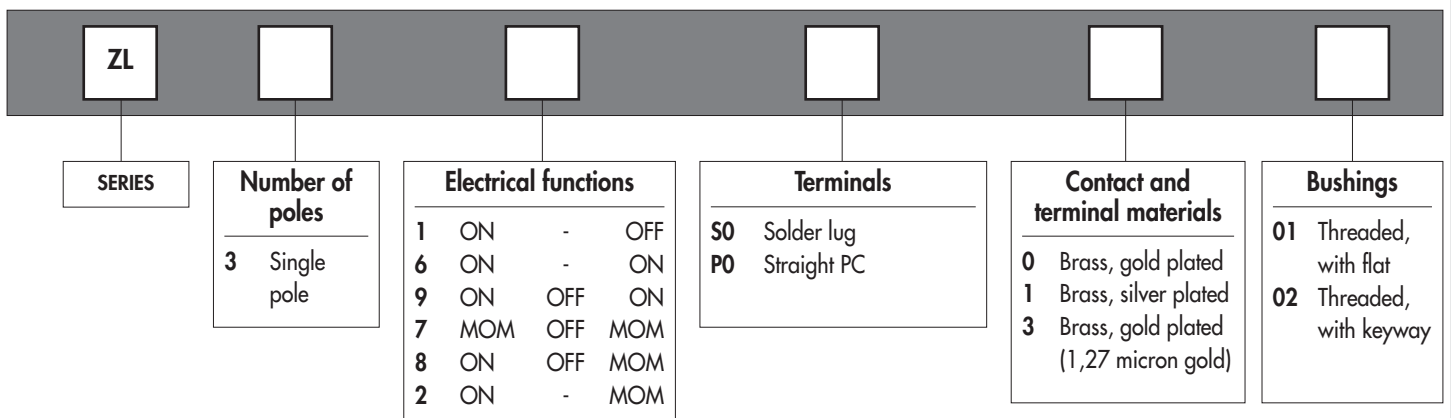 ZL
SERIES
Number of
poles
3 Single
pole
Electrical functions
1 ON - OFF
6 ON - ON
9 ON OFF ON
7 MOM OFF MOM
8 ON OFF MOM
2 ON - MOM
Terminals
S0 Solder lug
P0 Straight PC
Contact and
terminal materials
0 Brass, gold plated
1 Brass, silver plated
3 Brass, gold plated
(1,27 micron gold)
Bushings
01 Threaded,
with flat
02 Threaded,
with keyway